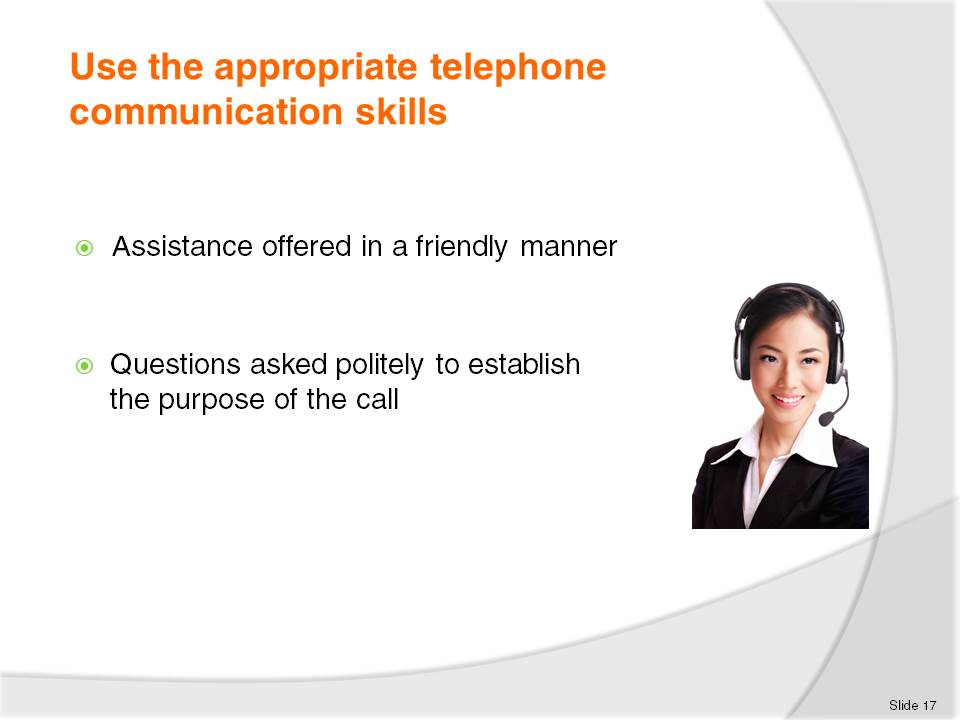 Use the appropriate telephone
communication skills
Assistance offered in a friendly manner
Questions asked politely to establish
the purpose of the call
Slide 17